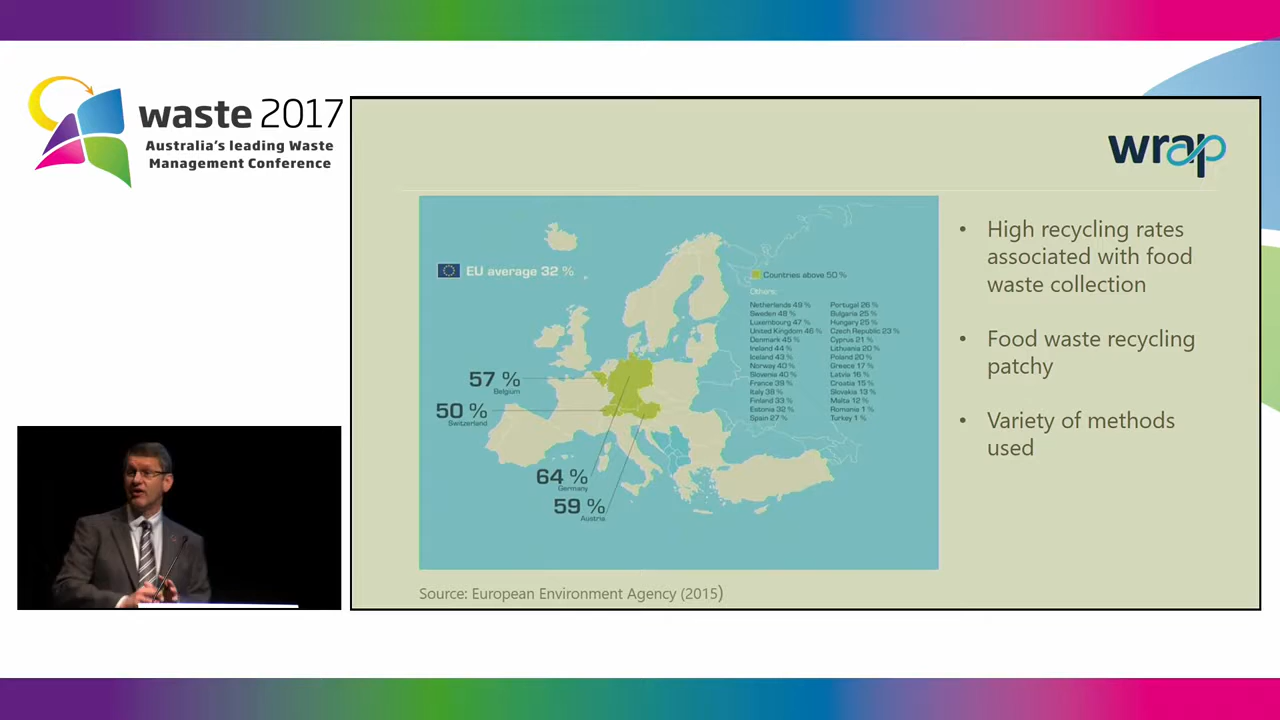 waste 2017
Australia's leading Waste
Management Conference
wrap
EU average 32 %
Countries above 50 %
Others:
Netherlands 49 %
Sweden 48 %
Luxembourg 47 %
United Kingdom 46 %
Denmark 45 %
Ireland 44 %
Iceland 43 %
Norway 40 %
Slovenia 40 %
France 39 %
Italy 38 %
Finland 33 %
Estonia 32 %
Spain 27 %
Portugal 26 %
Bulgaria 25 %
Hungary 25 %
Czech Republic 23 %
Cyprus 21 %
Lithuania 20 %
Poland 20 %
Greece 17 %
Latvia 16 %
Croatia 15 %
Slovakia 13 %
Malta 12 %
Romania 1 %
Turkey 1 %
57 %
Belgium
50 %
Switzerland
64 %
Germany
59 %
Austria
• High recycling rates
associated with food
waste collection
• Food waste recycling
patchy
• Variety of methods
used
Source: European Environment Agency (2015)